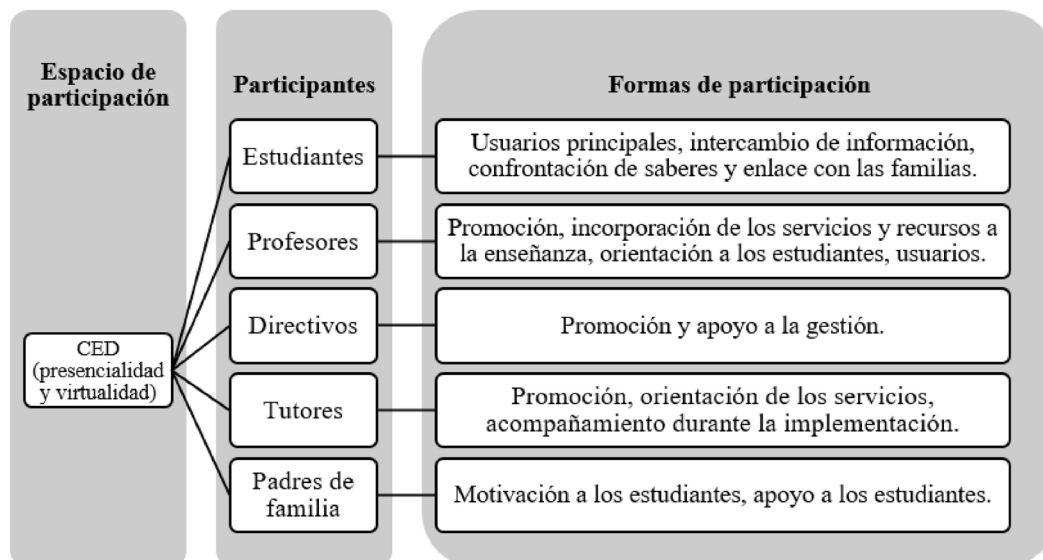 Espacio de
participación
Participantes
Formas de participación
CED
(presencialidad
y virtualidad)
Estudiantes
Usuarios principales, intercambio de información,
confrontación de saberes y enlace con las familias.
Profesores
Promoción, incorporación de los servicios y recursos a
la enseñanza, orientación a los estudiantes, usuarios.
Directivos
Promoción y apoyo a la gestión.
Tutores
Promoción, orientación de los servicios,
acompañamiento durante la implementación.
Padres de
familia
Motivación a los estudiantes, apoyo a los estudiantes.